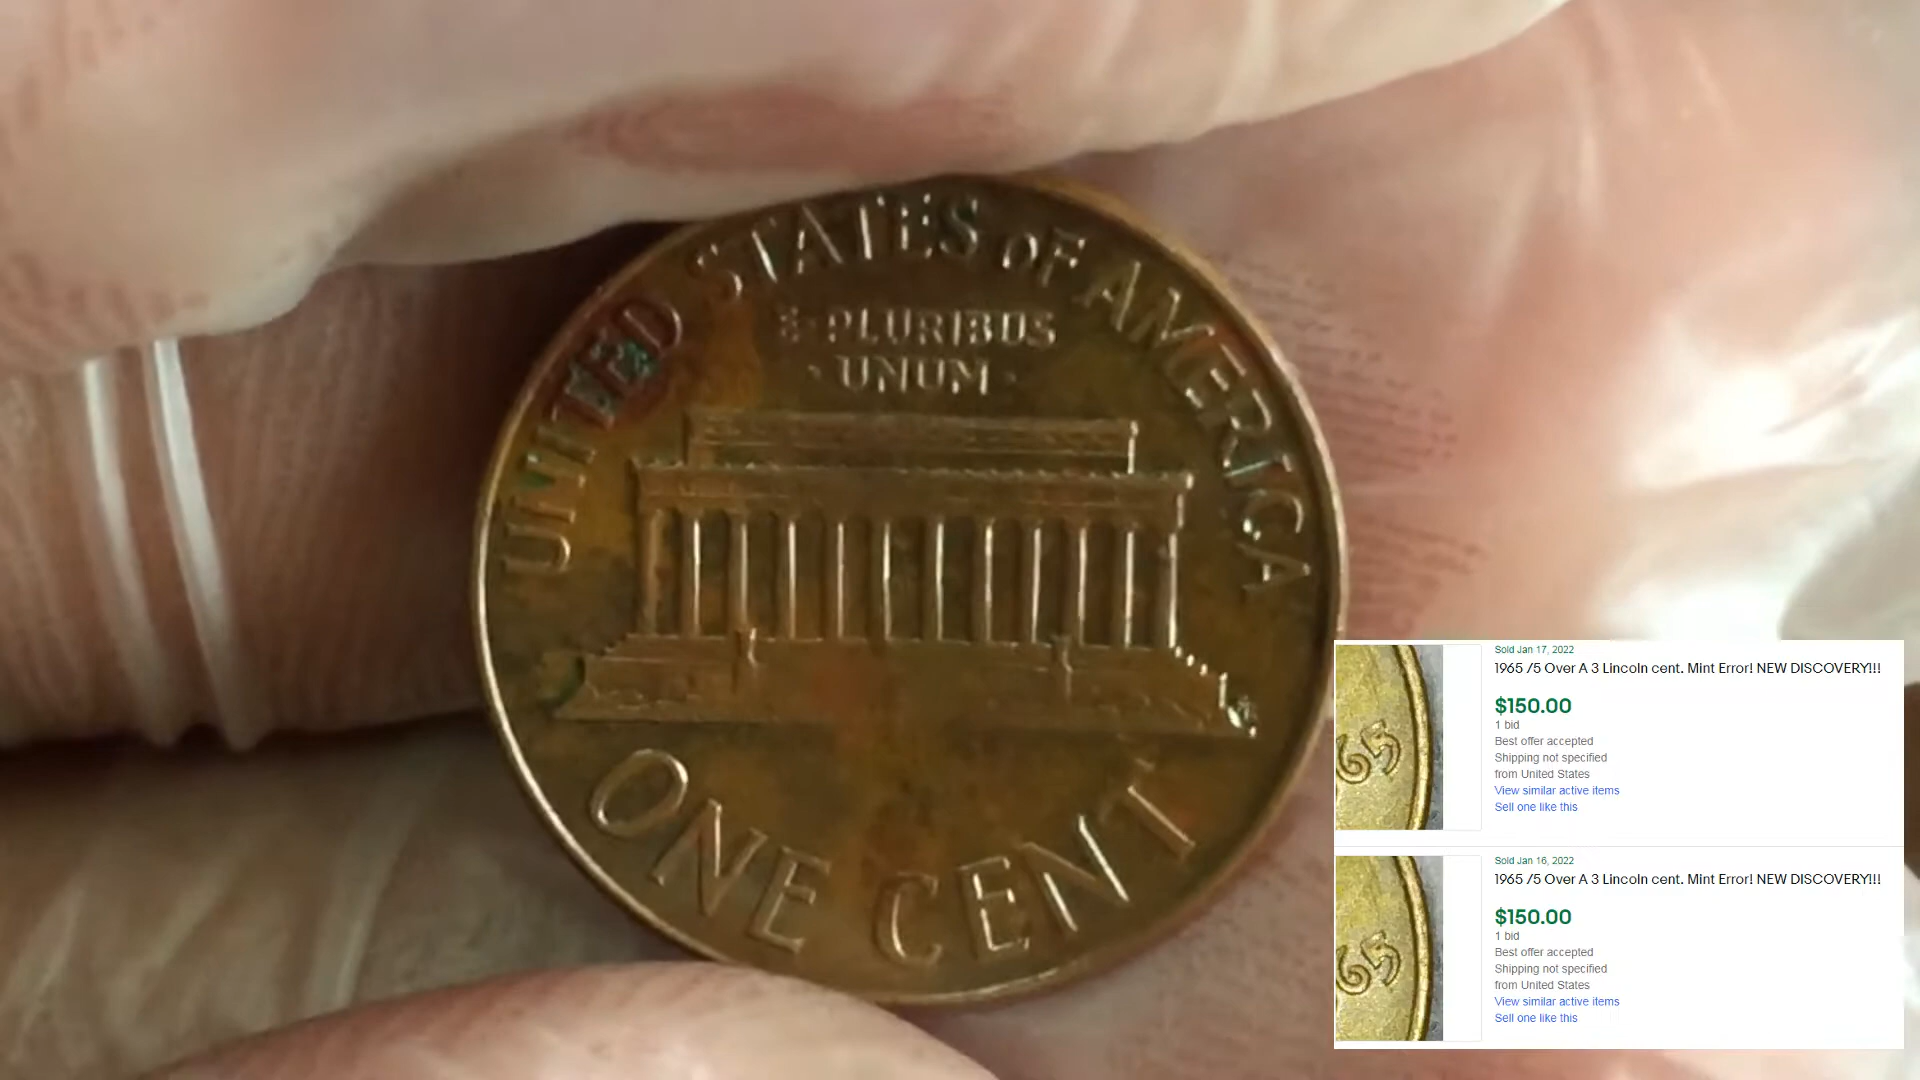 UNITED STATES OF AMERICA
E·PLURIBUS
·UNUM·
ONE CENT
Sold Jan 17, 2022
1965 /5 Over A 3 Lincoln cent. Mint Error! NEW DISCOVERY!!!
$150.00
1 bid
Best offer accepted
Shipping not specified
from United States
View similar active items
Sell one like this
65
Sold Jan 16, 2022
1965 /5 Over A 3 Lincoln cent. Mint Error! NEW DISCOVERY!!!
$150.00
1 bid
Best offer accepted
Shipping not specified
from United States
View similar active items
Sell one like this
65